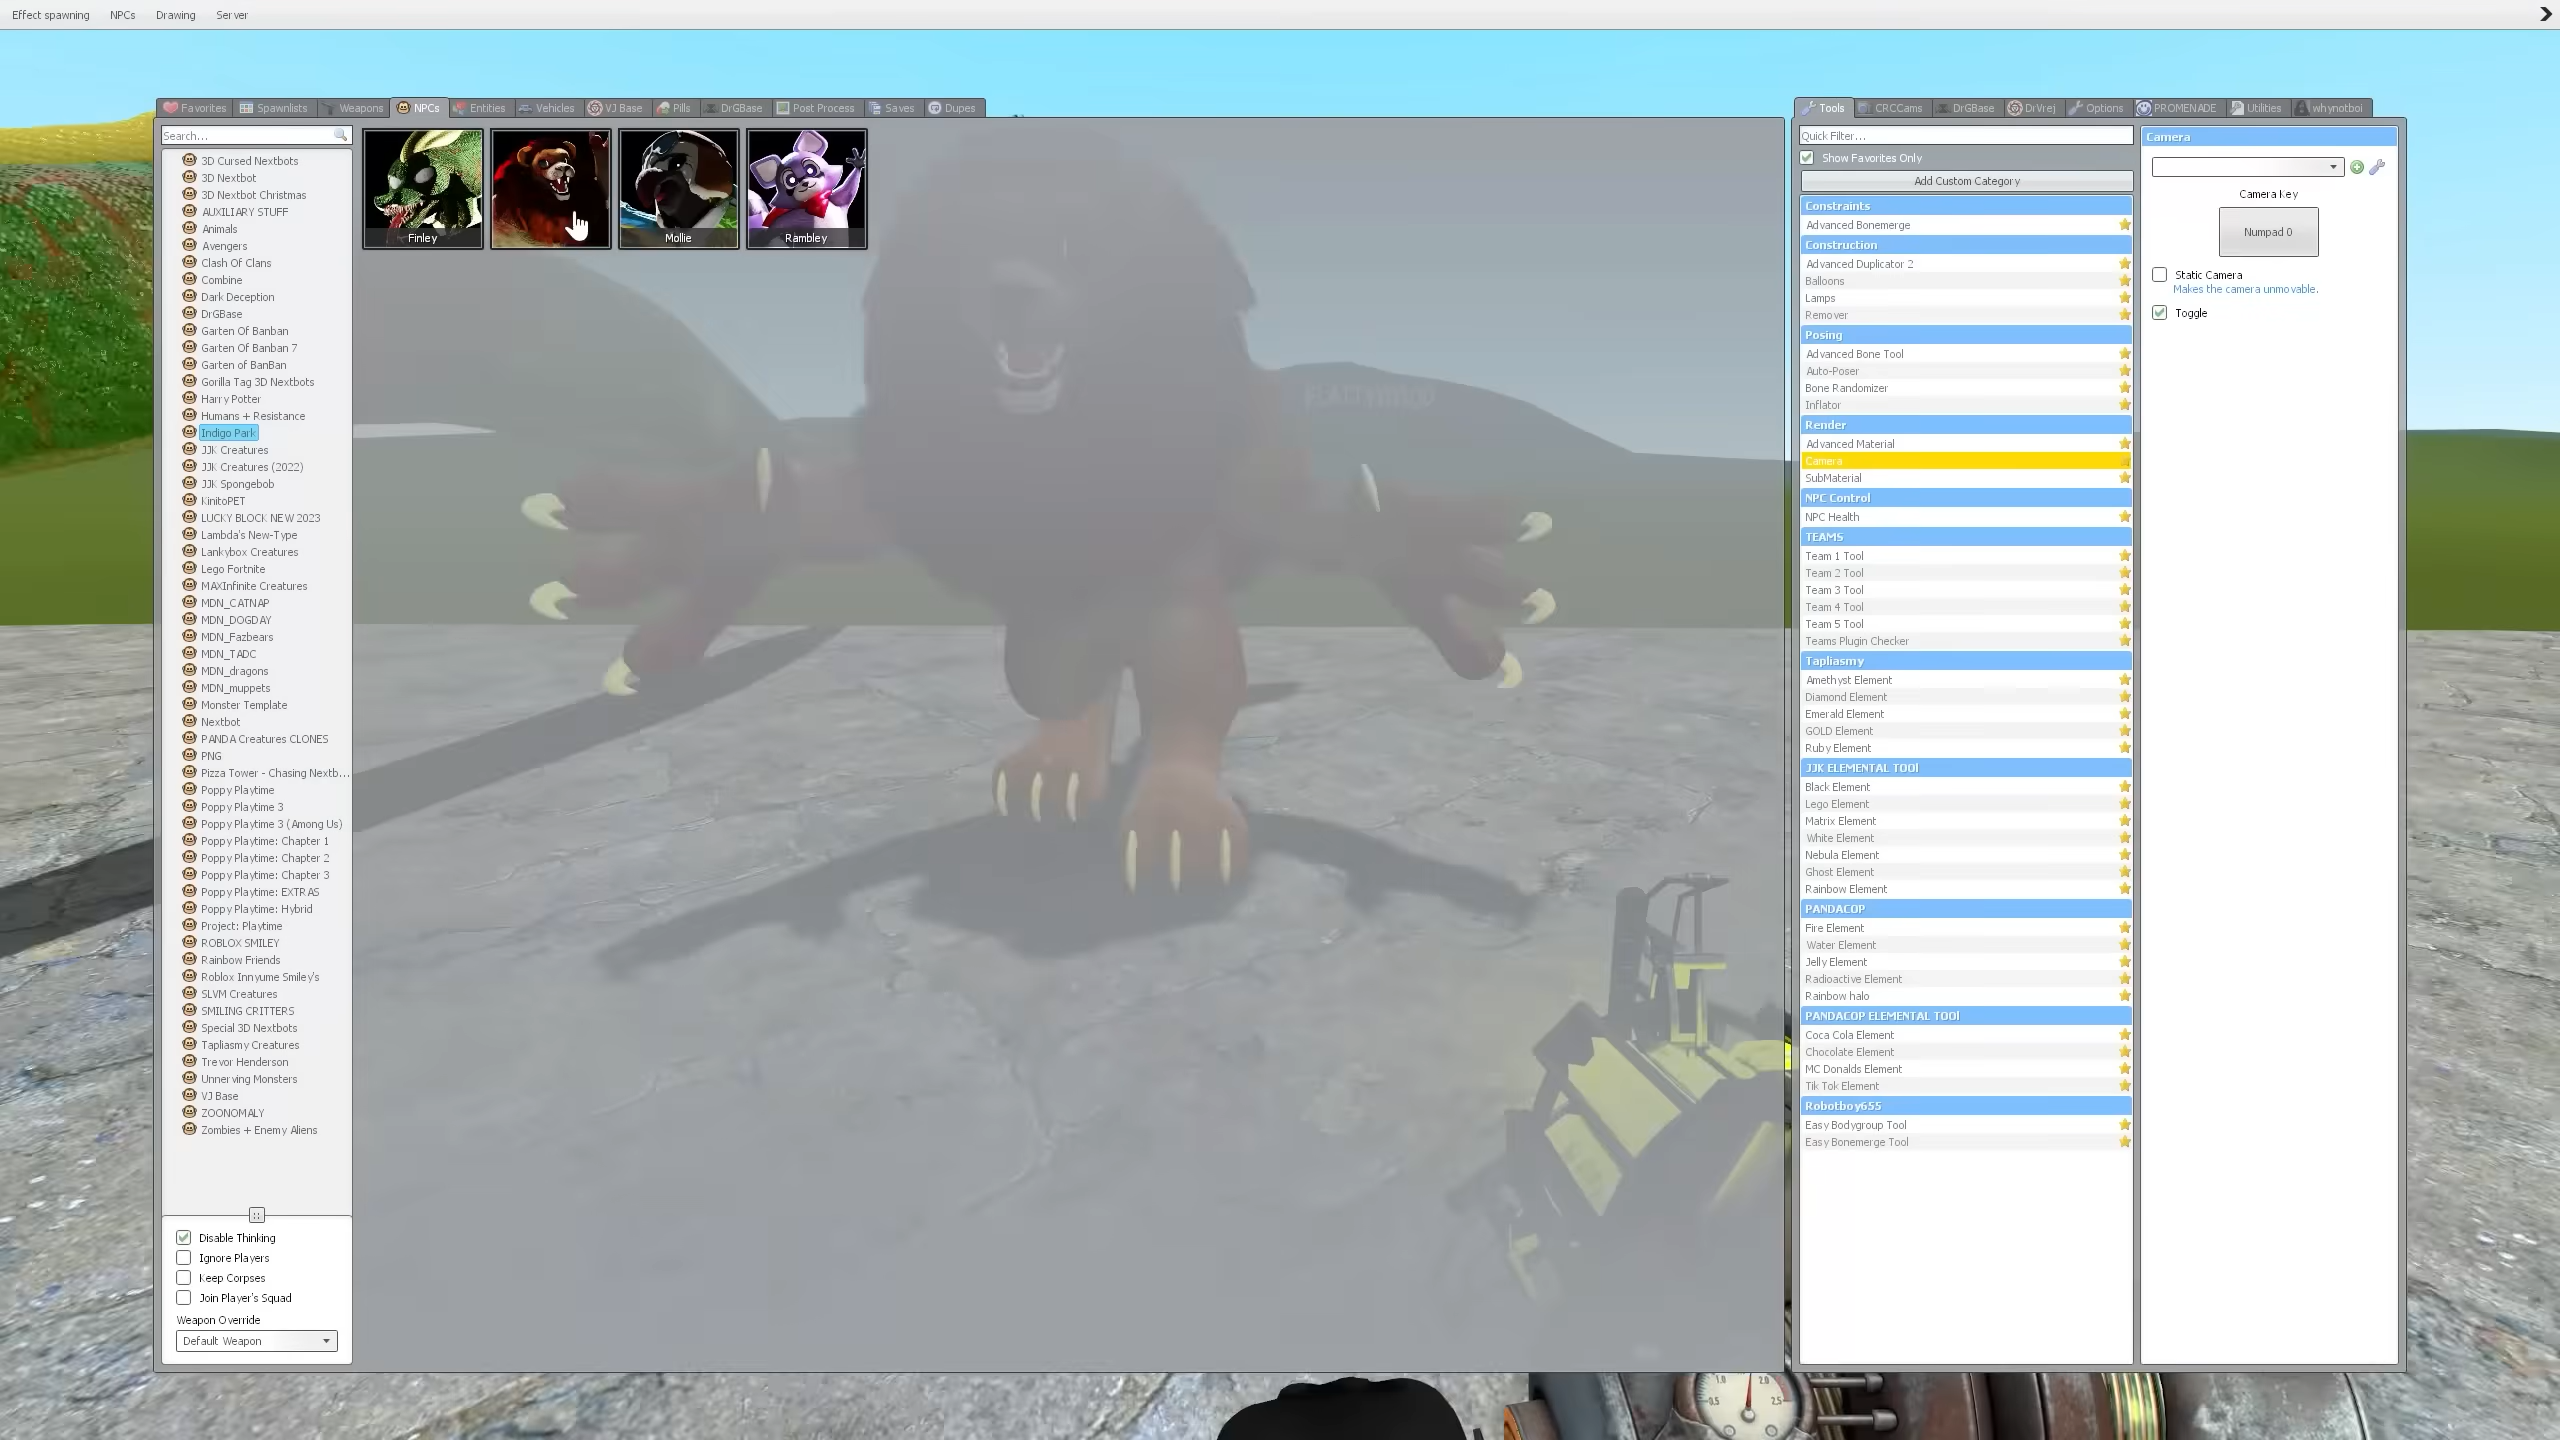 Effect spawning NPCs Drawing Server
Favorites Spawnlists Weapons NPCs Entities Vehicles VJ Base Pills DrGBase Post Process Saves Dupes
Search...
3D Cursed Nextbots
3D Nextbot
3D Nextbot Christmas
AUXILIARY STUFF
Animals
Avengers
Clash Of Clans
Combine
Dark Deception
DrGBase
Garten Of Banban
Garten Of Banban 7
Garten of BanBan
Gorilla Tag 3D Nextbots
Harry Potter
Humans + Resistance
Indigo Park
JJK Creatures
JJK Creatures (2022)
JJK Spongebob
KinitoPET
LUCKY BLOCK NEW 2023
Lambda's New-Type
Lankybox Creatures
Lego Fortnite
MAXInfinite Creatures
MDN_CATNAP
MDN_DOGDAY
MDN_Fazbears
MDN_TADC
MDN_dragons
MDN_muppets
Monster Template
Nextbot
PANDA Creatures CLONES
PNG
Pizza Tower - Chasing Nextb...
Poppy Playtime
Poppy Playtime 3
Poppy Playtime 3 (Among Us)
Poppy Playtime: Chapter 1
Poppy Playtime: Chapter 2
Poppy Playtime: Chapter 3
Poppy Playtime: EXTRAS
Poppy Playtime: Hybrid
Project: Playtime
ROBLOX SMILEY
Rainbow Friends
Roblox Innyume Smiley's
SLVM Creatures
SMILING CRITTERS
Special 3D Nextbots
Tapliasmy Creatures
Trevor Henderson
Unnerving Monsters
VJ Base
ZOONOMALY
Zombies + Enemy Aliens
Disable Thinking
Ignore Players
Keep Corpses
Join Player's Squad
Weapon Override
Default Weapon
Finley Mollie Rambley
Tools CRCCams DrGBase DrVrej Options PROMENADE Utilities whynotboi
Quick Filter...
Show Favorites Only
Add Custom Category
Constraints
Advanced Bonemerge
Construction
Advanced Duplicator 2
Balloons
Lamps
Remover
Posing
Advanced Bone Tool
Auto-Poser
Bone Randomizer
Inflator
Render
Advanced Material
Camera
SubMaterial
NPC Control
NPC Health
TEAMS
Team 1 Tool
Team 2 Tool
Team 3 Tool
Team 4 Tool
Team 5 Tool
Teams Plugin Checker
Tapliasmy
Amethyst Element
Diamond Element
Emerald Element
GOLD Element
Ruby Element
JJK ELEMENTAL TOOl
Black Element
Lego Element
Matrix Element
White Element
Nebula Element
Ghost Element
Rainbow Element
PANDACOP
Fire Element
Water Element
Jelly Element
Radioactive Element
Rainbow halo
PANDACOP ELEMENTAL TOOl
Coca Cola Element
Chocolate Element
MC Donalds Element
Tik Tok Element
Robotboy655
Easy Bodygroup Tool
Easy Bonemerge Tool
Camera
Camera Key
Numpad 0
Static Camera
Makes the camera unmovable.
Toggle
1.0 2.0
0.5 2.5